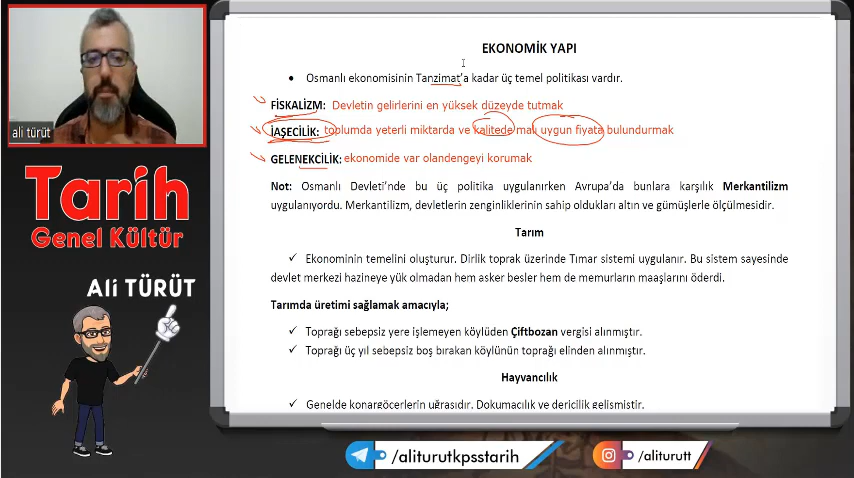 ali türüt
Tarih
Genel Kültür
Ali TÜRÜT
EKONOMİK YAPI
• Osmanlı ekonomisinin Tanzimat'a kadar üç temel politikası vardır.
FİSKALİZM: Devletin gelirlerini en yüksek düzeyde tutmak
İAŞECİLİK: toplumda yeterli miktarda ve kalitede malı uygun fiyata bulundurmak
GELENEKCİLİK: ekonomide var olandengeyi korumak
Not: Osmanlı Devleti'nde bu üç politika uygulanırken Avrupa'da bunlara karşılık Merkantilizm
uygulanıyordu. Merkantilizm, devletlerin zenginliklerinin sahip oldukları altın ve gümüşlerle ölçülmesidir.
Tarım
✓ Ekonominin temelini oluşturur. Dirlik toprak üzerinde Tımar sistemi uygulanır. Bu sistem sayesinde
devlet merkezi hazineye yük olmadan hem asker besler hem de memurların maaşlarını öderdi.
Tarımda üretimi sağlamak amacıyla;
✓ Toprağı sebepsiz yere işlemeyen köylüden Çiftbozan vergisi alınmıştır.
✓ Toprağı üç yıl sebepsiz boş bırakan köylünün toprağı elinden alınmıştır.
Hayvancılık
✓ Genelde konargöçerlerin uğraşıdır. Dokumacılık ve dericilik gelişmiştir.
/aliturutkpsstarih
/aliturutt